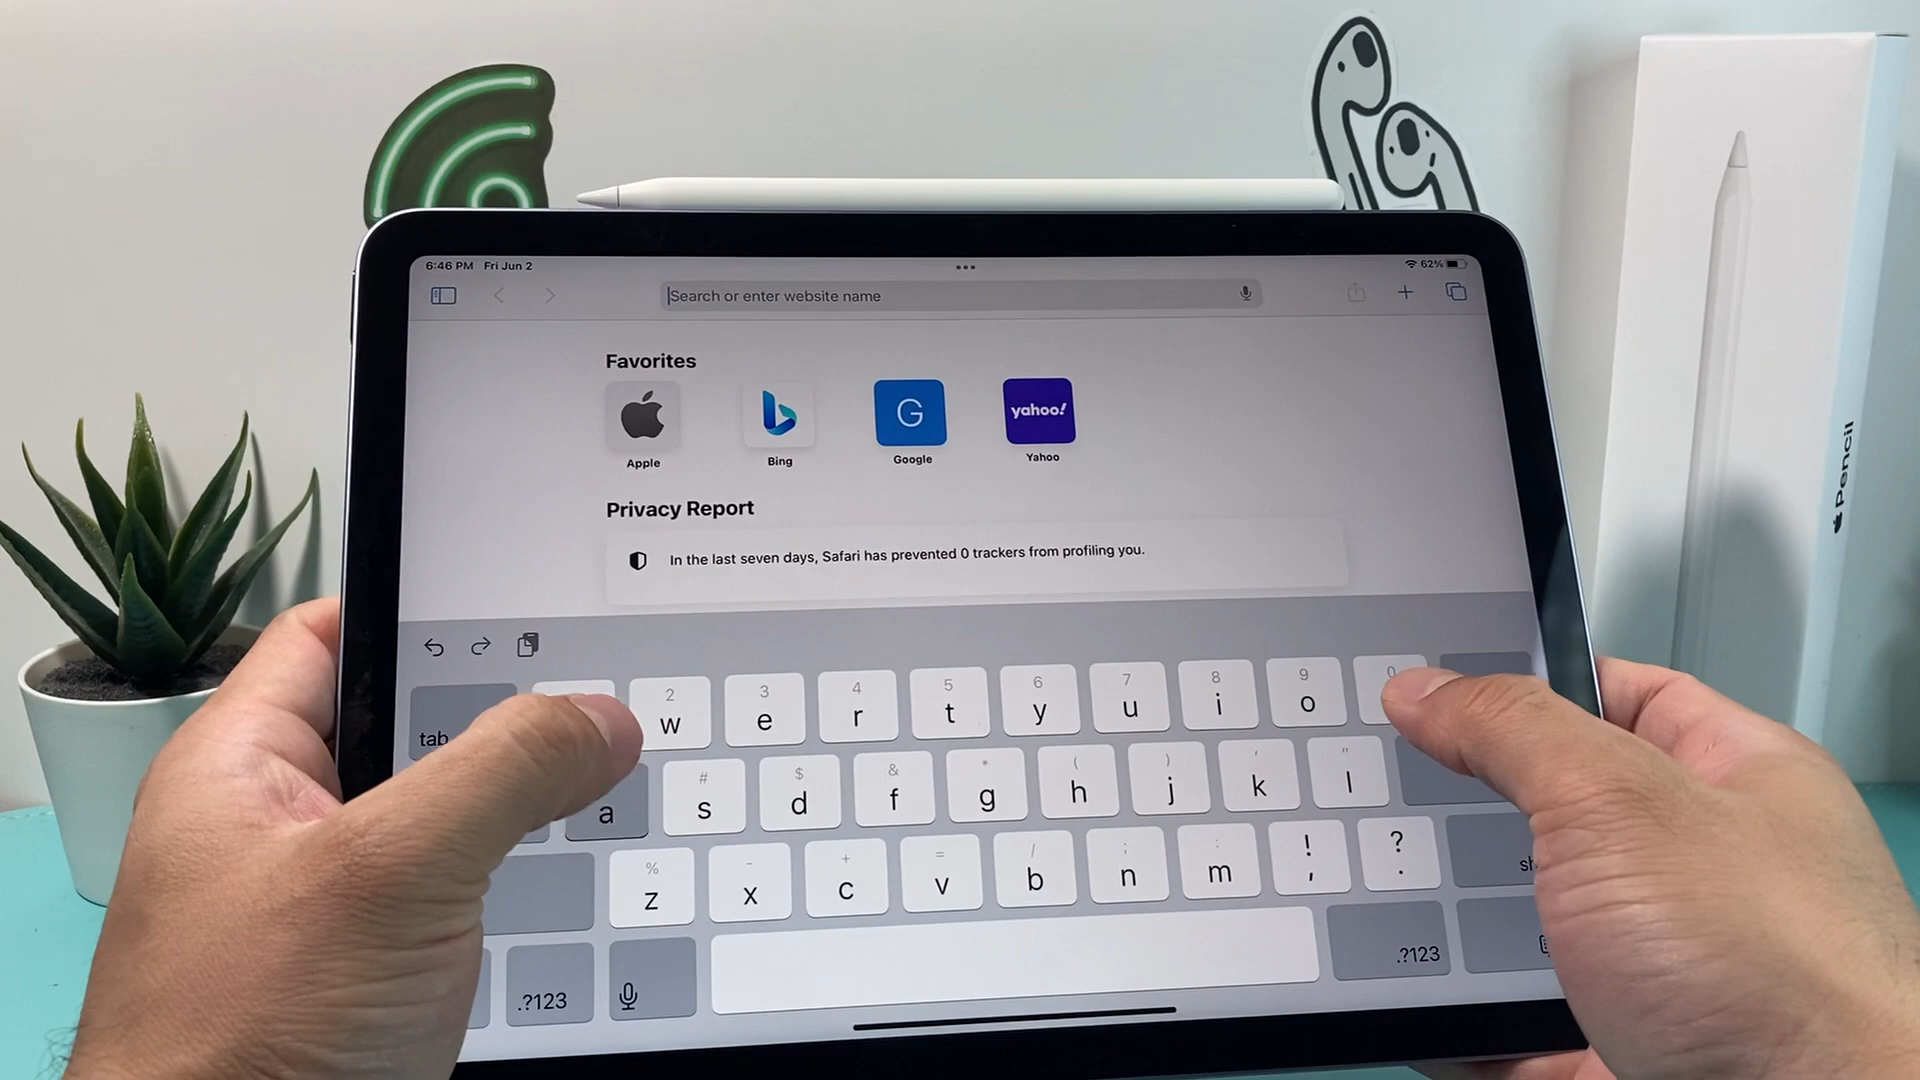 6:46 PM Fri Jun 2
62%
Search or enter website name
Favorites
yahoo!
Apple Bing Google Yahoo
Privacy Report
In the last seven days, Safari has prevented 0 trackers from profiling you.
2 3 4 5 6 7 8 9 0
tab w e r t y u i o
# $ & * ( ) ' "
a s d f g h j k l
% - + = / ; : ! ?
z x c v b n m , .
sh
.?123 .?123
Pencil